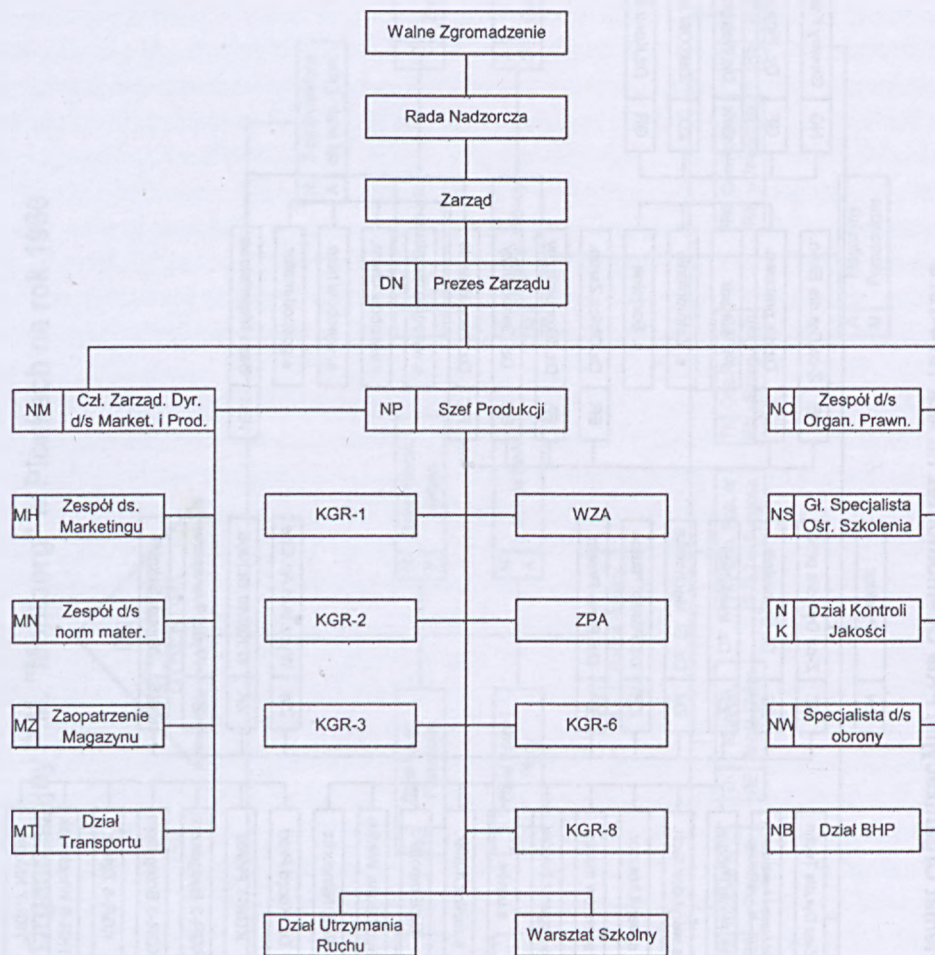 Walne Zgromadzenie
Rada Nadzorcza
Zarząd
DN Prezes Zarządu
NM Czł. Zarząd. Dyr.
d/s Market. i Prod.
NP Szef Produkcji
NO Zespół d/s
Organ. Prawn.
MH Zespół ds.
Marketingu
KGR-1
WZA
NS Gł. Specjalista
Ośr. Szkolenia
MN Zespół d/s
norm mater.
KGR-2
ZPA
N
K
Dział Kontroli
Jakości
MZ Zaopatrzenie
Magazynu
KGR-3
KGR-6
NW Specjalista d/s
obrony
MT Dział
Transportu
KGR-8
NB Dział BHP
Dział Utrzymania
Ruchu
Warsztat Szkolny